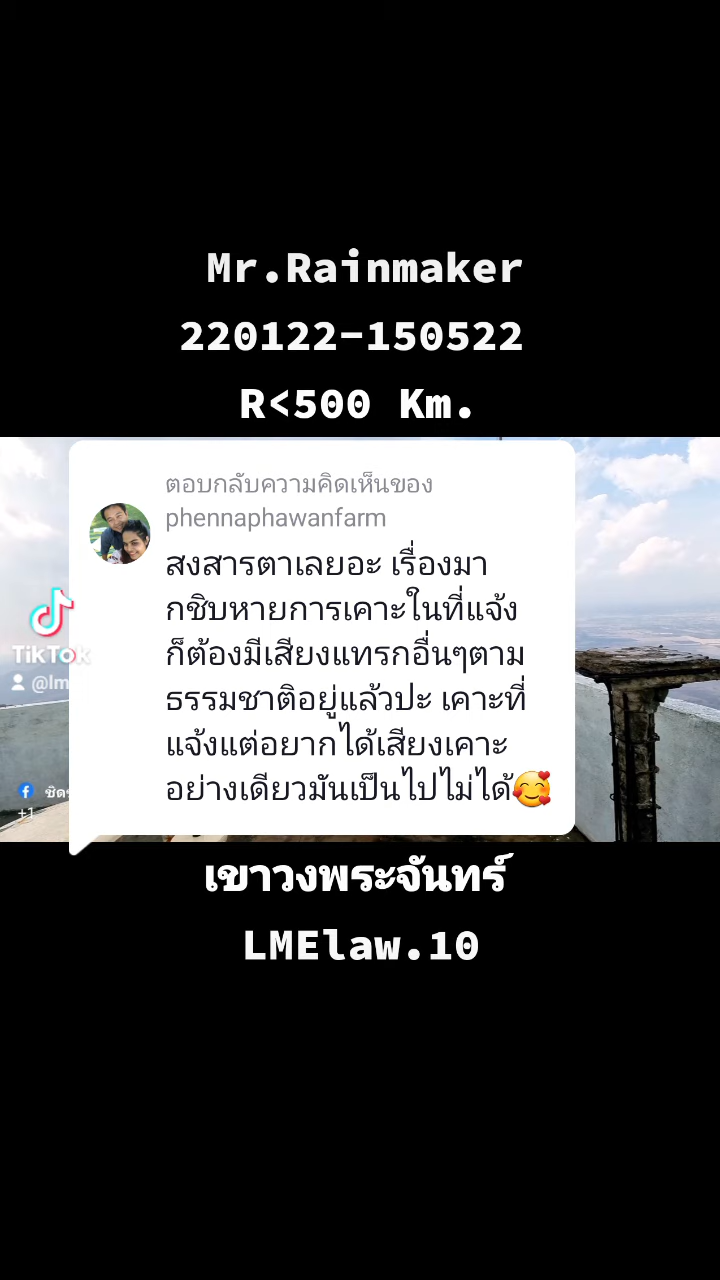 Mr.Rainmaker
220122-150522
R<500 Km.
ตอบกลับความคิดเห็นของ
phennaphawanfarm
สงสารตาเลยอะ เรื่องมา
กชิบหายการเคาะในที่แจ้ง
ก็ต้องมีเสียงแทรกอื่นๆตาม
ธรรมชาติอยู่แล้วปะ เคาะที่
แจ้งแต่อยากได้เสียงเคาะ
อย่างเดียวมันเป็นไปไม่ได้🥰
TikTok
@lm
+1
เขาวงพระจันทร์
LMElaw.10